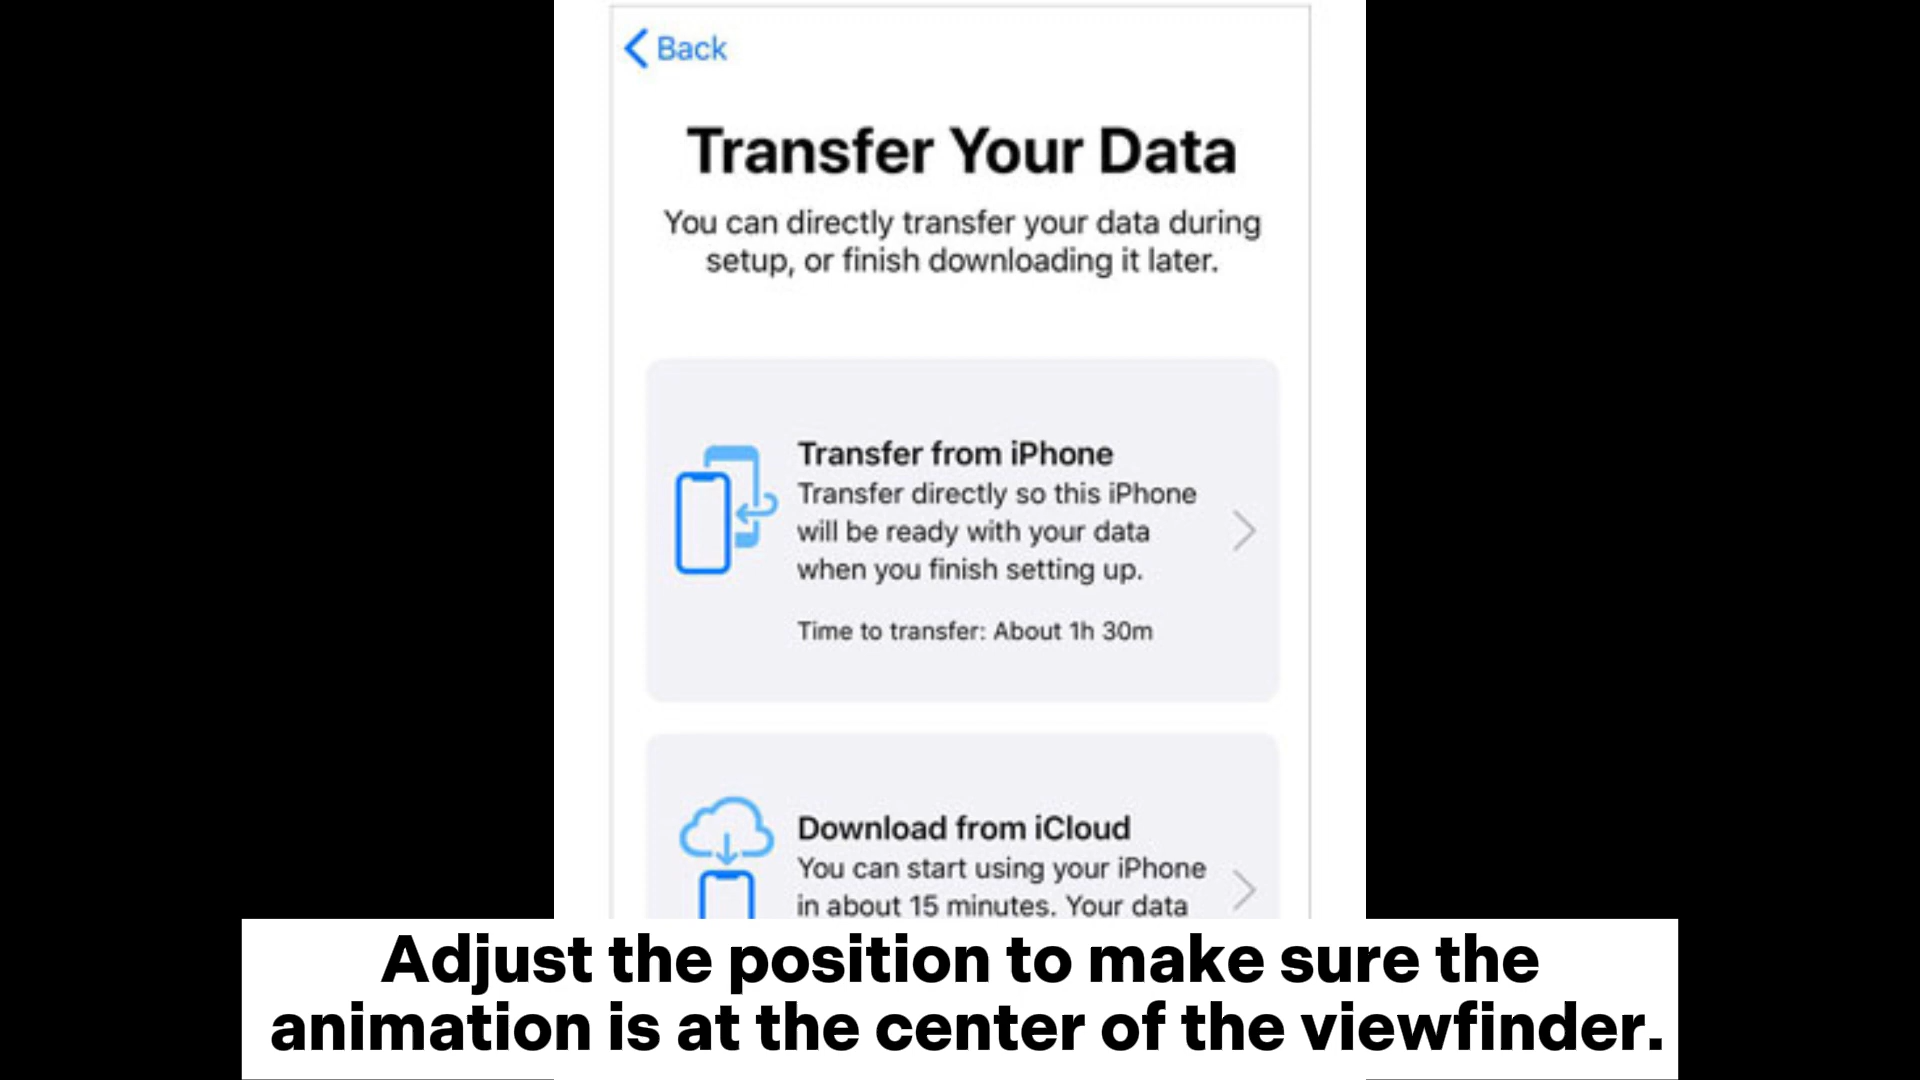 Back
Transfer Your Data
You can directly transfer your data during
setup, or finish downloading it later.
Transfer from iPhone
Transfer directly so this iPhone
will be ready with your data
when you finish setting up.
Time to transfer: About 1h 30m
Download from iCloud
You can start using your iPhone
in about 15 minutes. Your data
Adjust the position to make sure the
animation is at the center of the viewfinder.